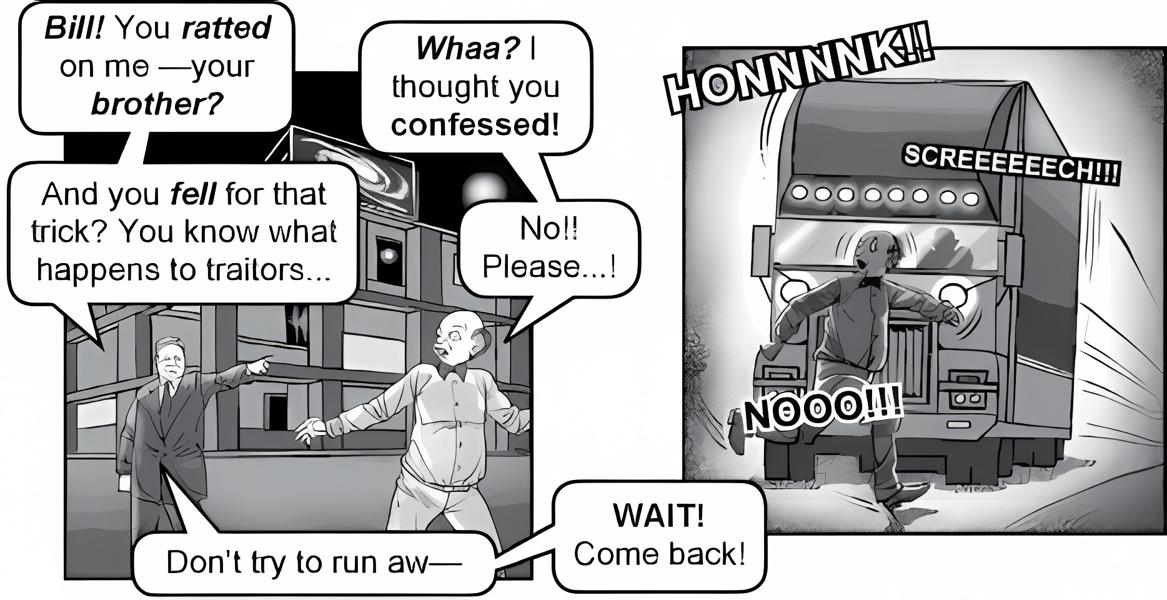 Bill! You ratted
on me —your
brother?
And you fell for that
trick? You know what
happens to traitors...
Whaa? I
thought you
confessed!
No!!
Please...!
Don't try to run aw—
WAIT!
Come back!
HONNNNK!!
SCREEEEEECH!!!
NOOO!!!